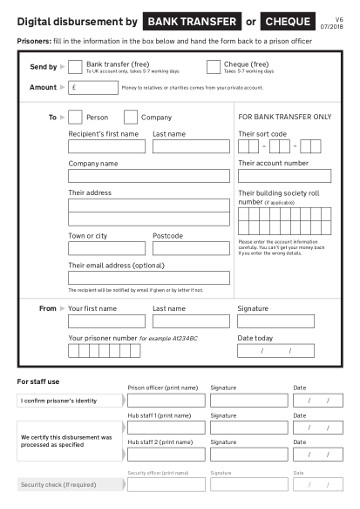 Digital disbursement by BANK TRANSFER or CHEQUE
V6
07/2018
Prisoners: fill in the information in the box below and hand the form back to a prison officer
Send by
Bank transfer (free)
To UK account only, takes 5-7 working days
Cheque (free)
Takes 5-7 working days
Amount
£
Money to relatives or charities comes from your private account.
To
Person
Company
Recipient's first name
Last name
Company name
Their address
Town or city
Postcode
Their email address (optional)
The recipient will be notified by email if given or by letter if not.
FOR BANK TRANSFER ONLY
Their sort code
- -
Their account number
Their building society roll
number (if applicable)
Please enter the account information
carefully. You can't get your money back
if you enter the wrong details.
From
Your first name
Last name
Signature
Your prisoner number for example A1234BC
Date today
/ /
For staff use
Prison officer (print name)
Signature
Date
I confirm prisoner's identity
/ /
Hub staff 1 (print name)
Signature
Date
/ /
We certify this disbursement was
processed as specified
Hub staff 2 (print name)
Signature
Date
/ /
Security officer (print name)
Signature
Date
Security check (if required)
/ /